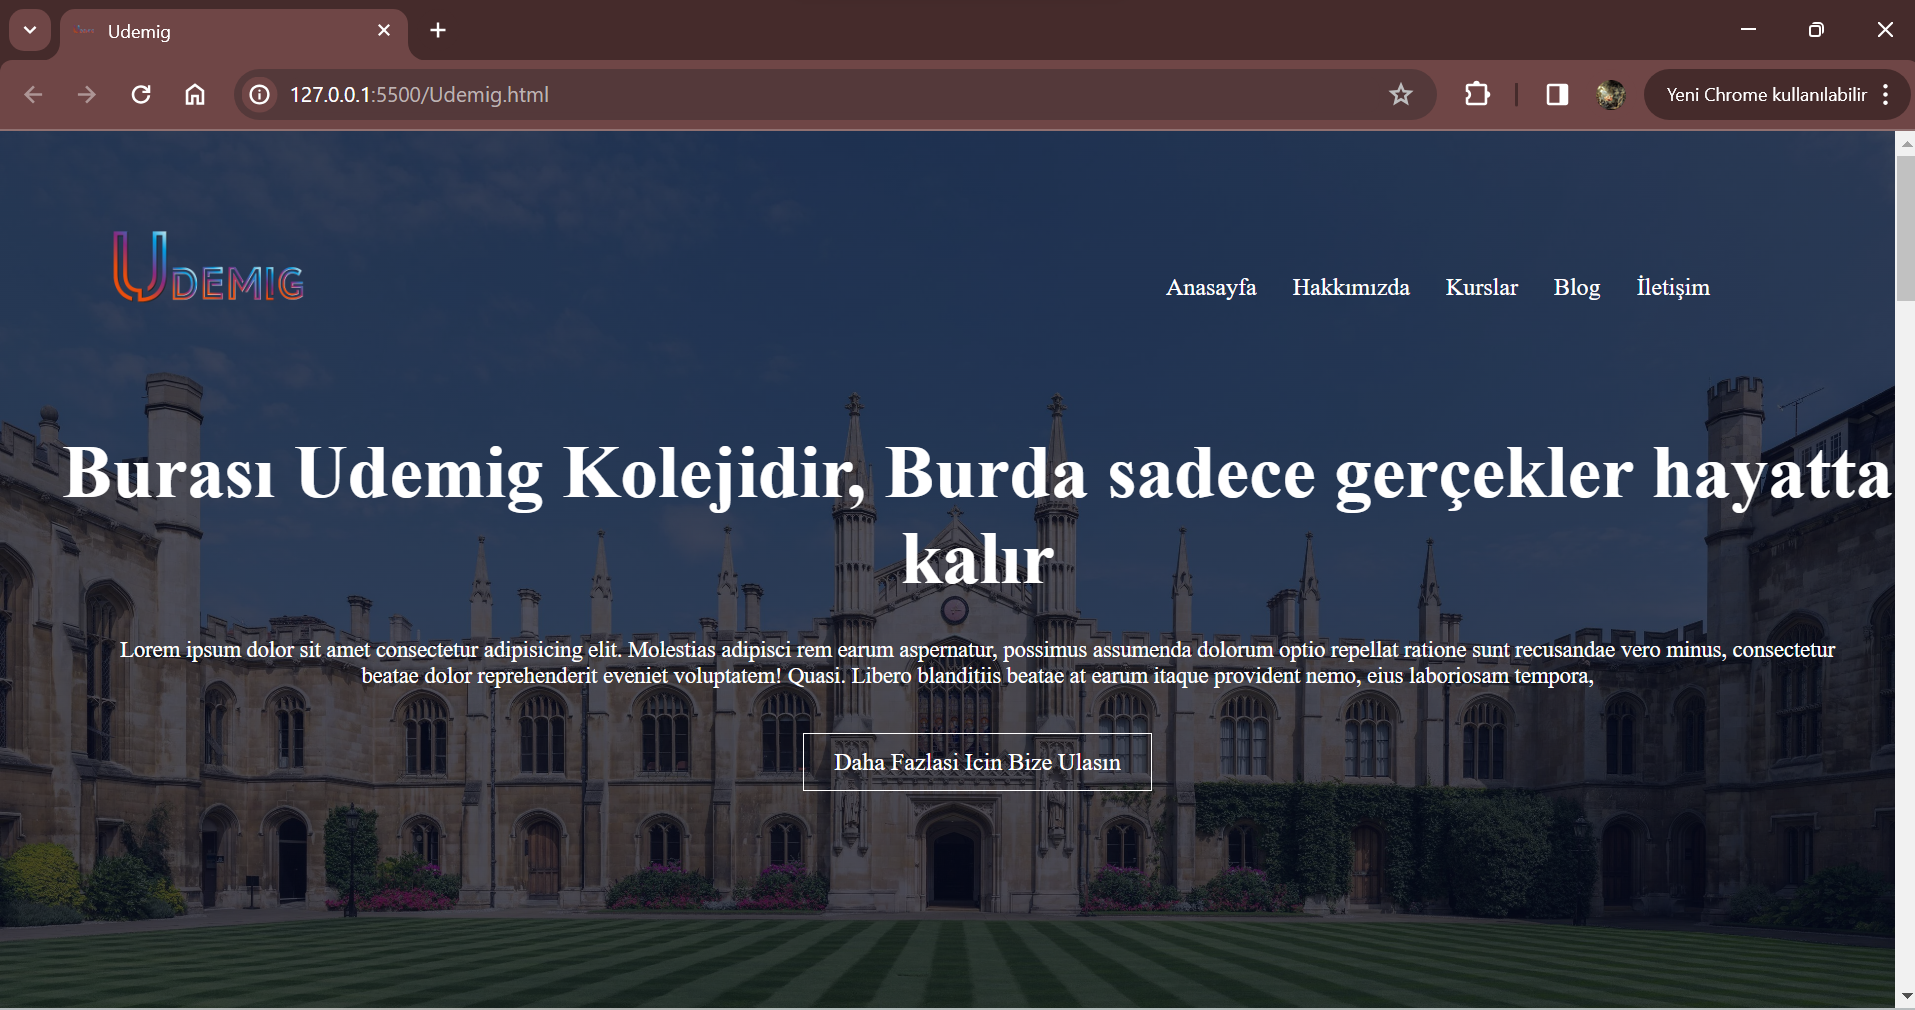 Udemig
127.0.0.1:5500/Udemig.html
Yeni Chrome kullanılabilir
UDEMIG
Anasayfa Hakkımızda Kurslar Blog İletişim
Burası Udemig Kolejidir, Burda sadece gerçekler hayatta
kalır
Lorem ipsum dolor sit amet consectetur adipisicing elit. Molestias adipisci rem earum aspernatur, possimus assumenda dolorum optio repellat ratione sunt recusandae vero minus, consectetur
beatae dolor reprehenderit eveniet voluptatem! Quasi. Libero blanditiis beatae at earum itaque provident nemo, eius laboriosam tempora,
Daha Fazlasi Icin Bize Ulasın